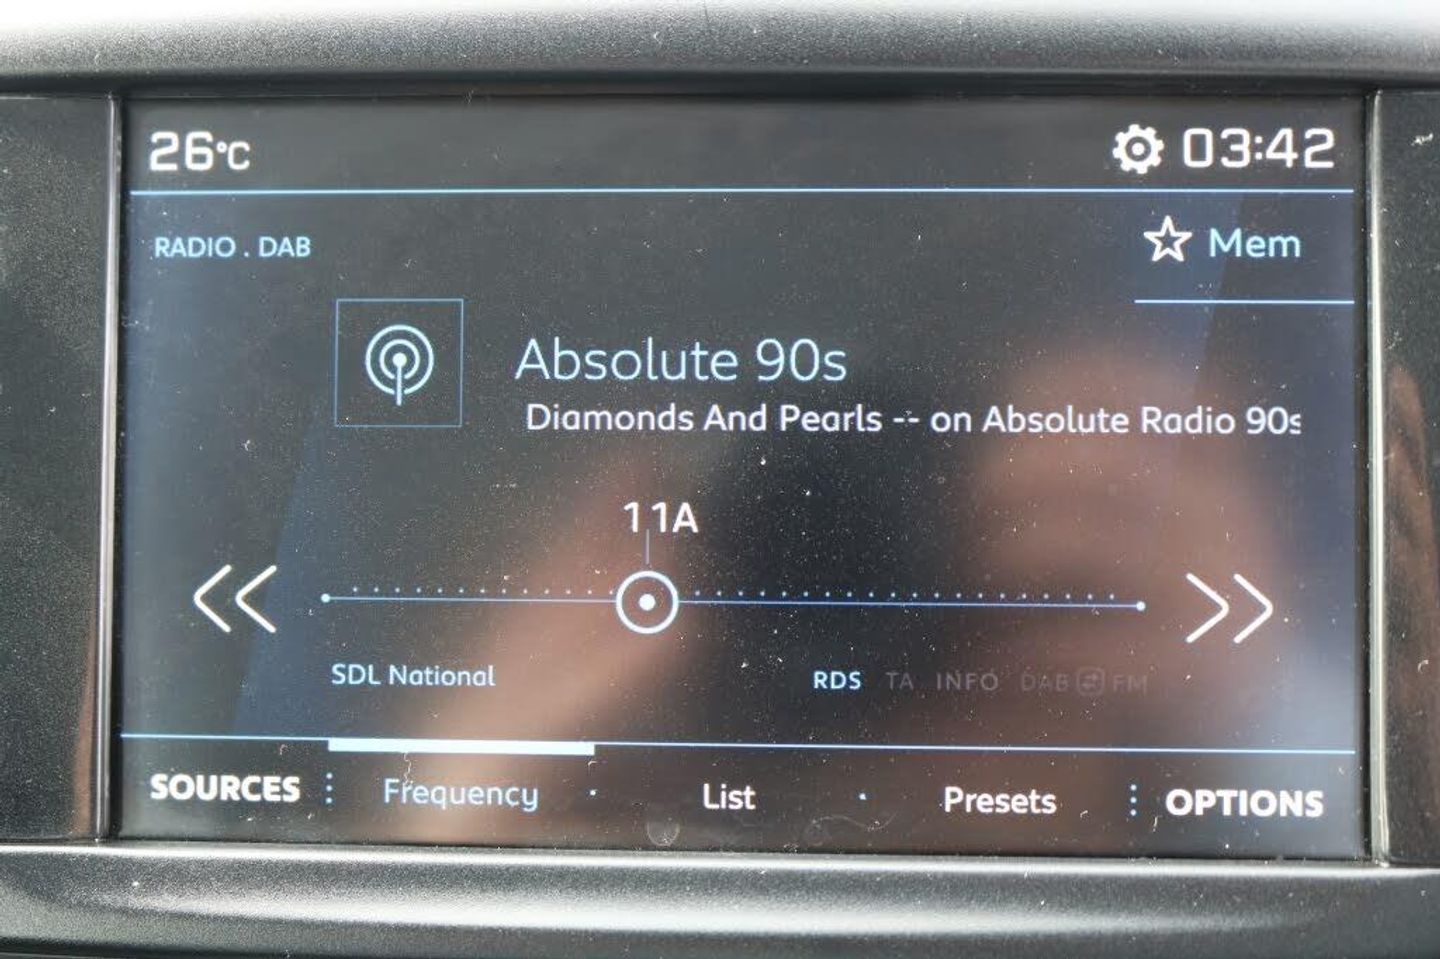 26°C 03:42
RADIO . DAB
Mem
Absolute 90s
Diamonds And Pearls -- on Absolute Radio 90s
11A
SDL National RDS TA INFO DAB FM
SOURCES Frequency List Presets OPTIONS